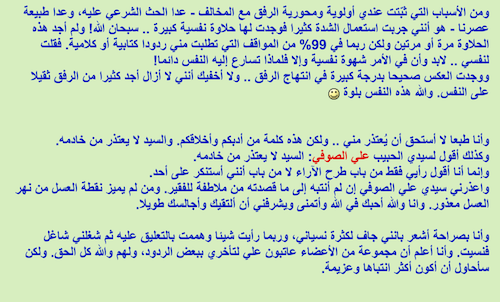 ومن الأسباب التي ثبّتت عندي أولوية ومحورية الرفق مع المخالف - عدا الحث الشرعي عليه، وعدا طبيعة
عصرنا - هو أنني جربت استعمال الشدة كثيرا فوجدت لها حلاوة نفسية كبيرة .. سبحان الله! ولم أجد هذه
الحلاوة مرة أو مرتين ولكن ربما في 99% من المواقف التي تطلبت مني ردودا كتابية أو كلامية. فقلت
لنفسي .. لابد وأن في الأمر شهوة نفسية وإلا فلماذا تسارع إليه النفس دائما!
ووجدت العكس صحيحا بدرجة كبيرة في انتهاج الرفق .. ولا أخفيك أنني لا أزال أجد كثيرا من الرفق ثقيلا
على النفس. والله هذه النفس بلوة
وأنا طبعا لا أستحق أن يُعتذر مني .. ولكن هذه كلمة من أدبكم وأخلاقكم. والسيد لا يعتذر من خادمه.
وكذلك أقول لسيدي الحبيب علي الصوفي: السيد لا يعتذر من خادمه.
وإنما أنا أقول رأيي فقط من باب طرح الآراء لا من باب أنني أستنكر على أحد.
واعذرني سيدي علي الصوفي إن لم أنتبه إلى ما قصدته من ملاطفة للفقير. ومن لم يميز نقطة العسل من نهر
العسل معذور. وانا والله أحبك في الله وأتمنى ويشرفني أن ألتقيك وأجالسك طويلا.
وأنا بصراحة أشعر بانني جاف لكثرة نسياني، وربما رأيت شيئا وهممت بالتعليق عليه ثم شغلني شاغل
فنسيت. وأنا أعلم أن مجموعة من الأعضاء عاتبون علي لتأخري ببعض الردود، ولهم والله كل الحق. ولكن
سأحاول أن أكون أكثر انتباها وعزيمة.